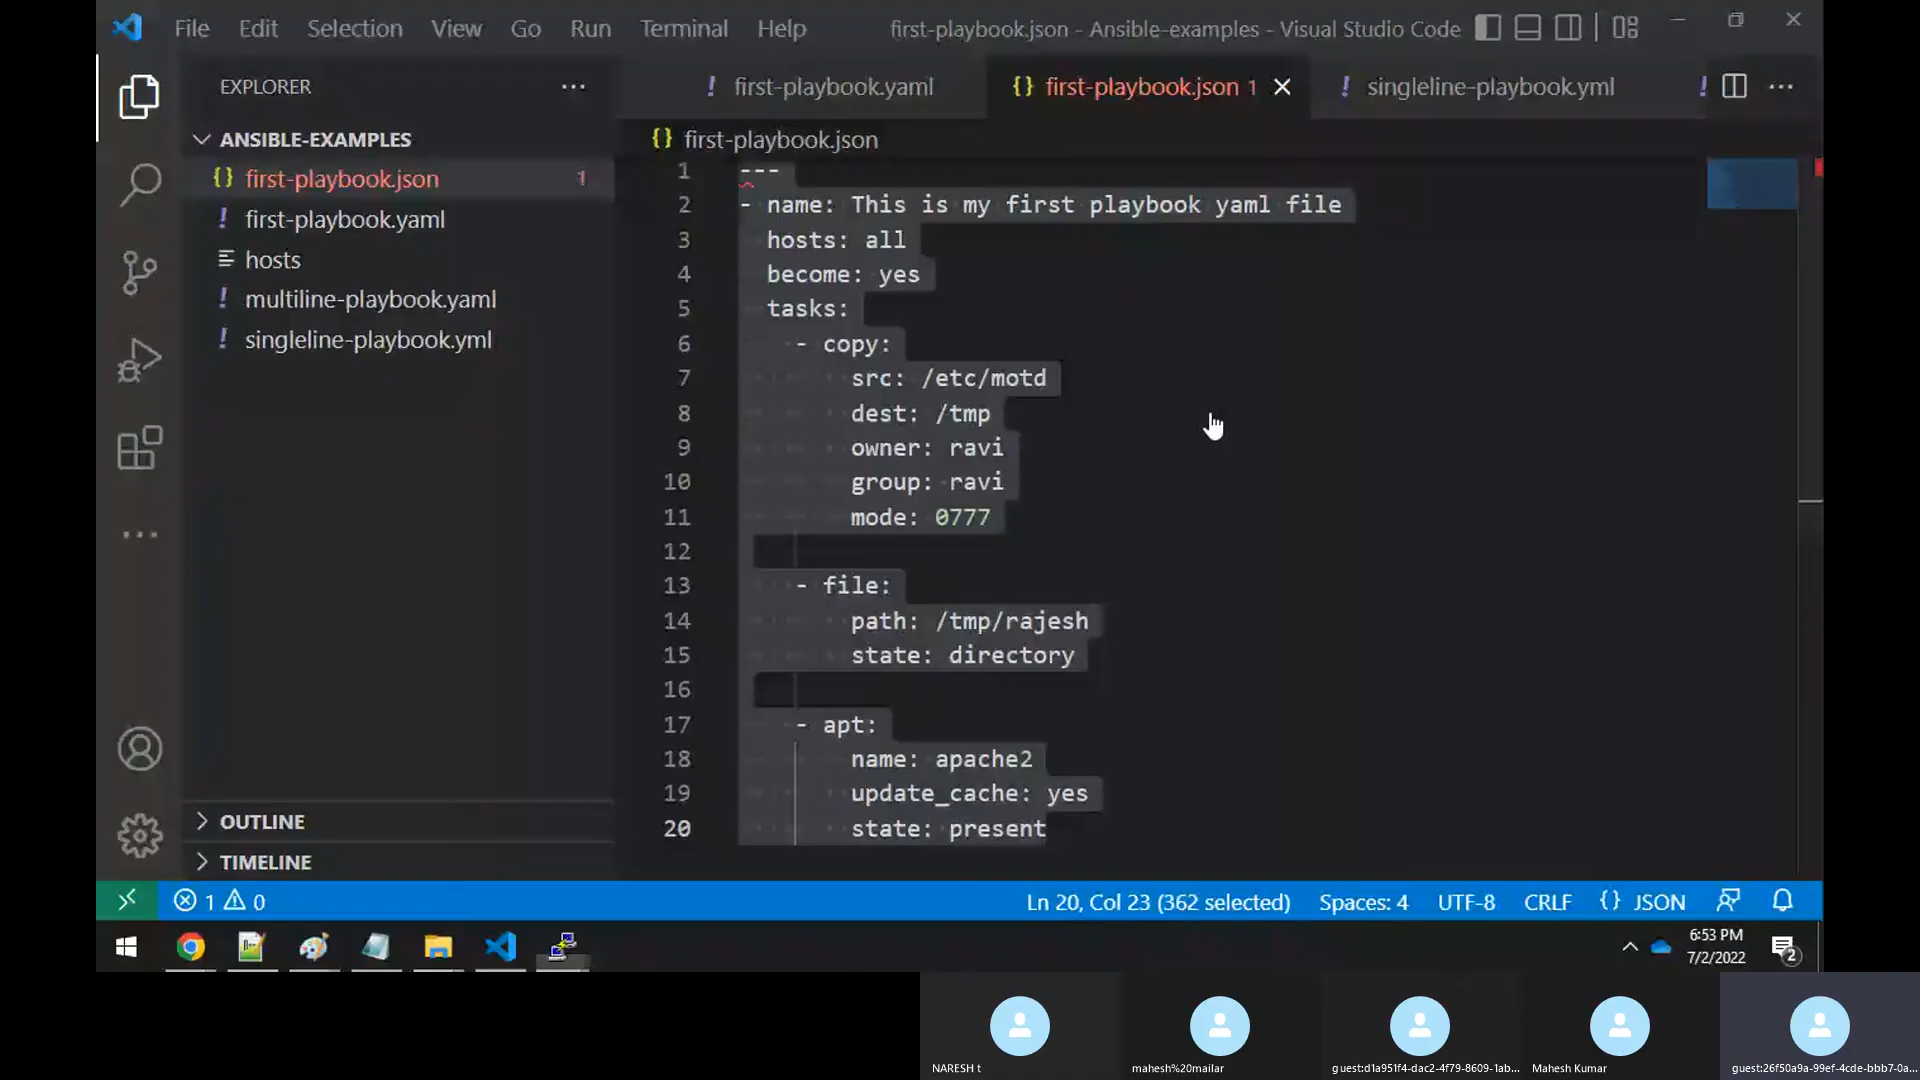 File Edit Selection View Go Run Terminal Help first-playbook.json - Ansible-examples - Visual Studio Code
EXPLORER
first-playbook.yaml
first-playbook.json 1
singleline-playbook.yml
ANSIBLE-EXAMPLES
first-playbook.json 1
first-playbook.yaml
hosts
multiline-playbook.yaml
singleline-playbook.yml
OUTLINE
TIMELINE
first-playbook.json
1 ---
2 - name: This is my first playbook yaml file
3 hosts: all
4 become: yes
5 tasks:
6 - copy:
7 src: /etc/motd
8 dest: /tmp
9 owner: ravi
10 group: ravi
11 mode: 0777
12
13 - file:
14 path: /tmp/rajesh
15 state: directory
16
17 - apt:
18 name: apache2
19 update_cache: yes
20 state: present
1 0 Ln 20, Col 23 (362 selected) Spaces: 4 UTF-8 CRLF {} JSON
6:53 PM
7/2/2022
2
NARESH t
mahesh%20mailar
guest:d1a951f4-dac2-4f79-8609-1ab...
Mahesh Kumar
guest:26f50a9a-99ef-4cde-bbb7-0a...